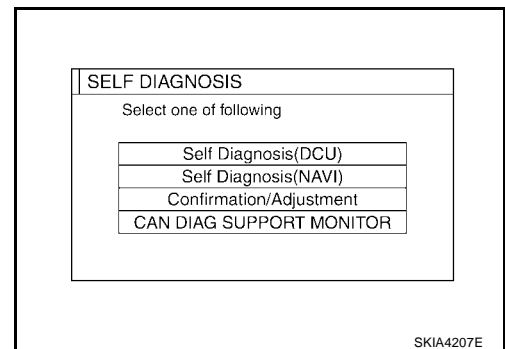 SELF DIAGNOSIS
Select one of following
Self Diagnosis(DCU)
Self Diagnosis(NAVI)
Confirmation/Adjustment
CAN DIAG SUPPORT MONITOR
SKIA4207E